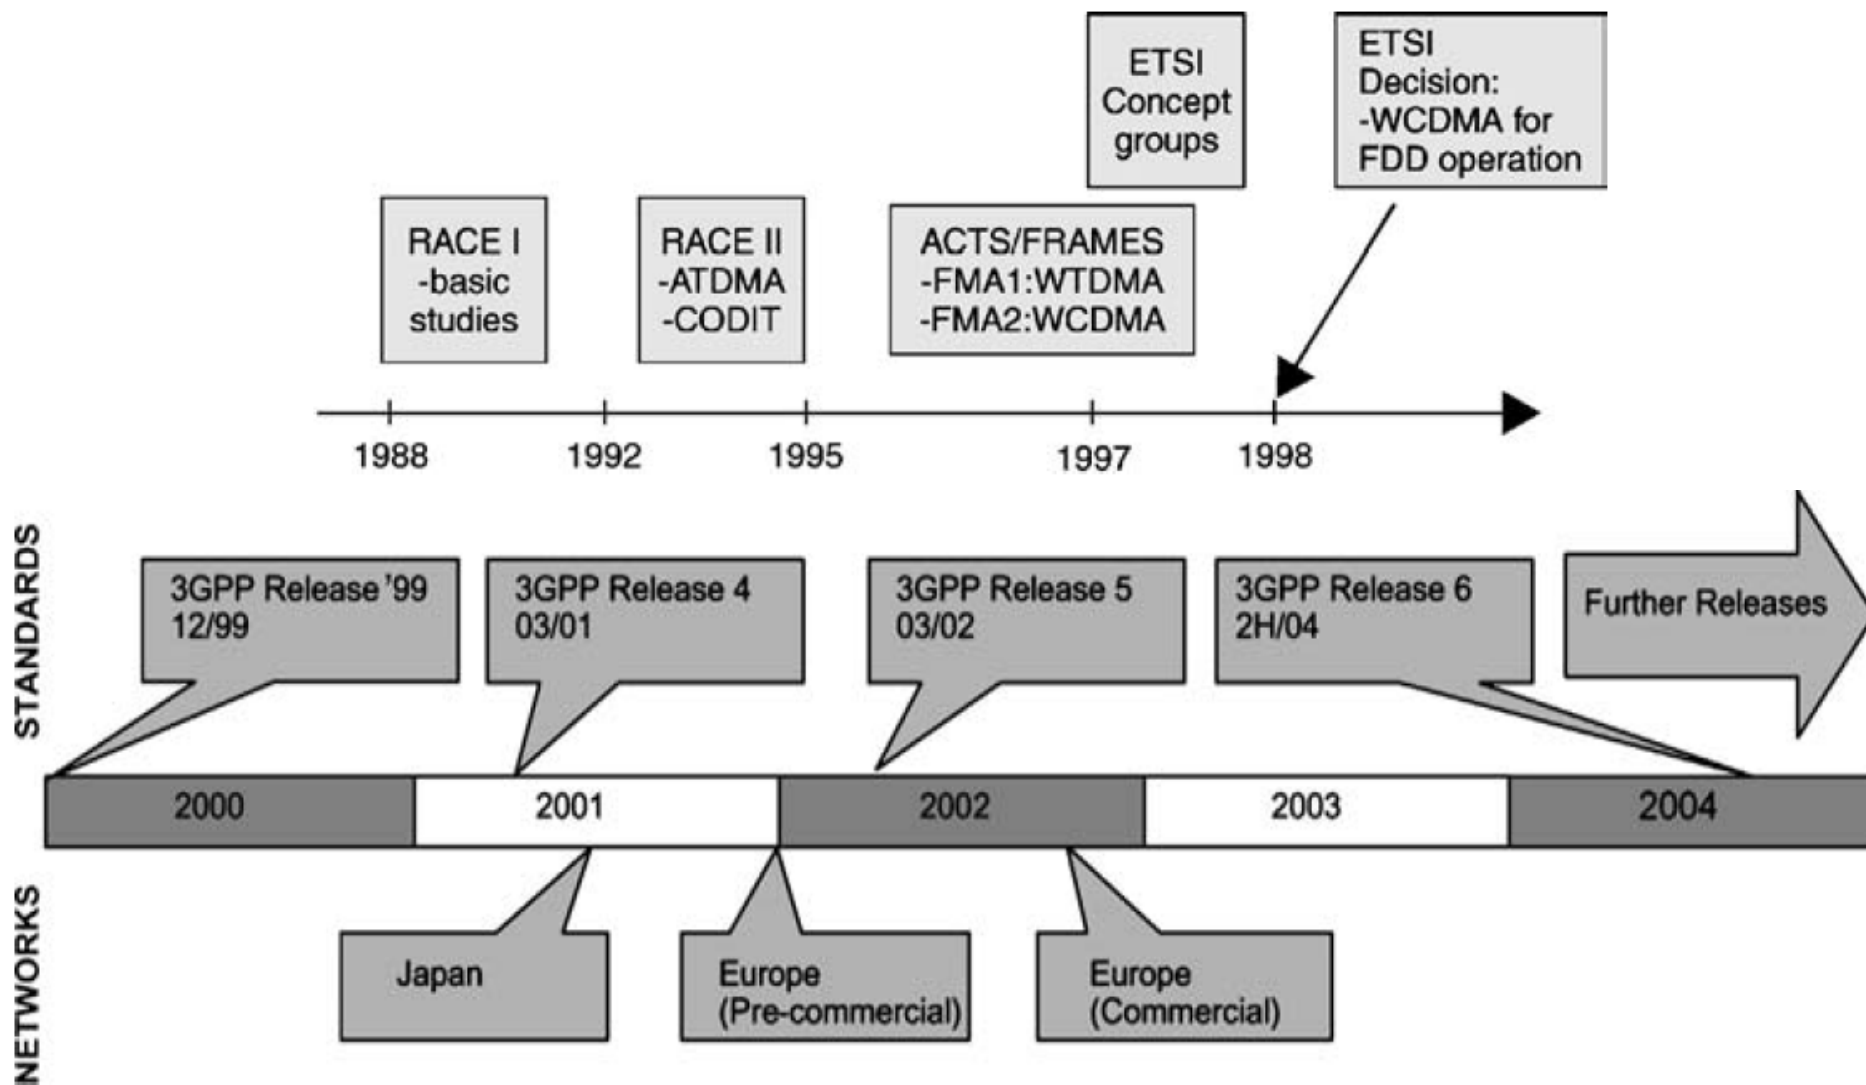 ETSI
Concept
groups
ETSI
Decision:
-WCDMA for
FDD operation
RACE I
-basic
studies
RACE II
-ATDMA
-CODIT
ACTS/FRAMES
-FMA1:WTDMA
-FMA2:WCDMA
1988
1992
1995
1997
1998
STANDARDS
3GPP Release '99
12/99
3GPP Release 4
03/01
3GPP Release 5
03/02
3GPP Release 6
2H/04
Further Releases
2000
2001
2002
2003
2004
NETWORKS
Japan
Europe
(Pre-commercial)
Europe
(Commercial)